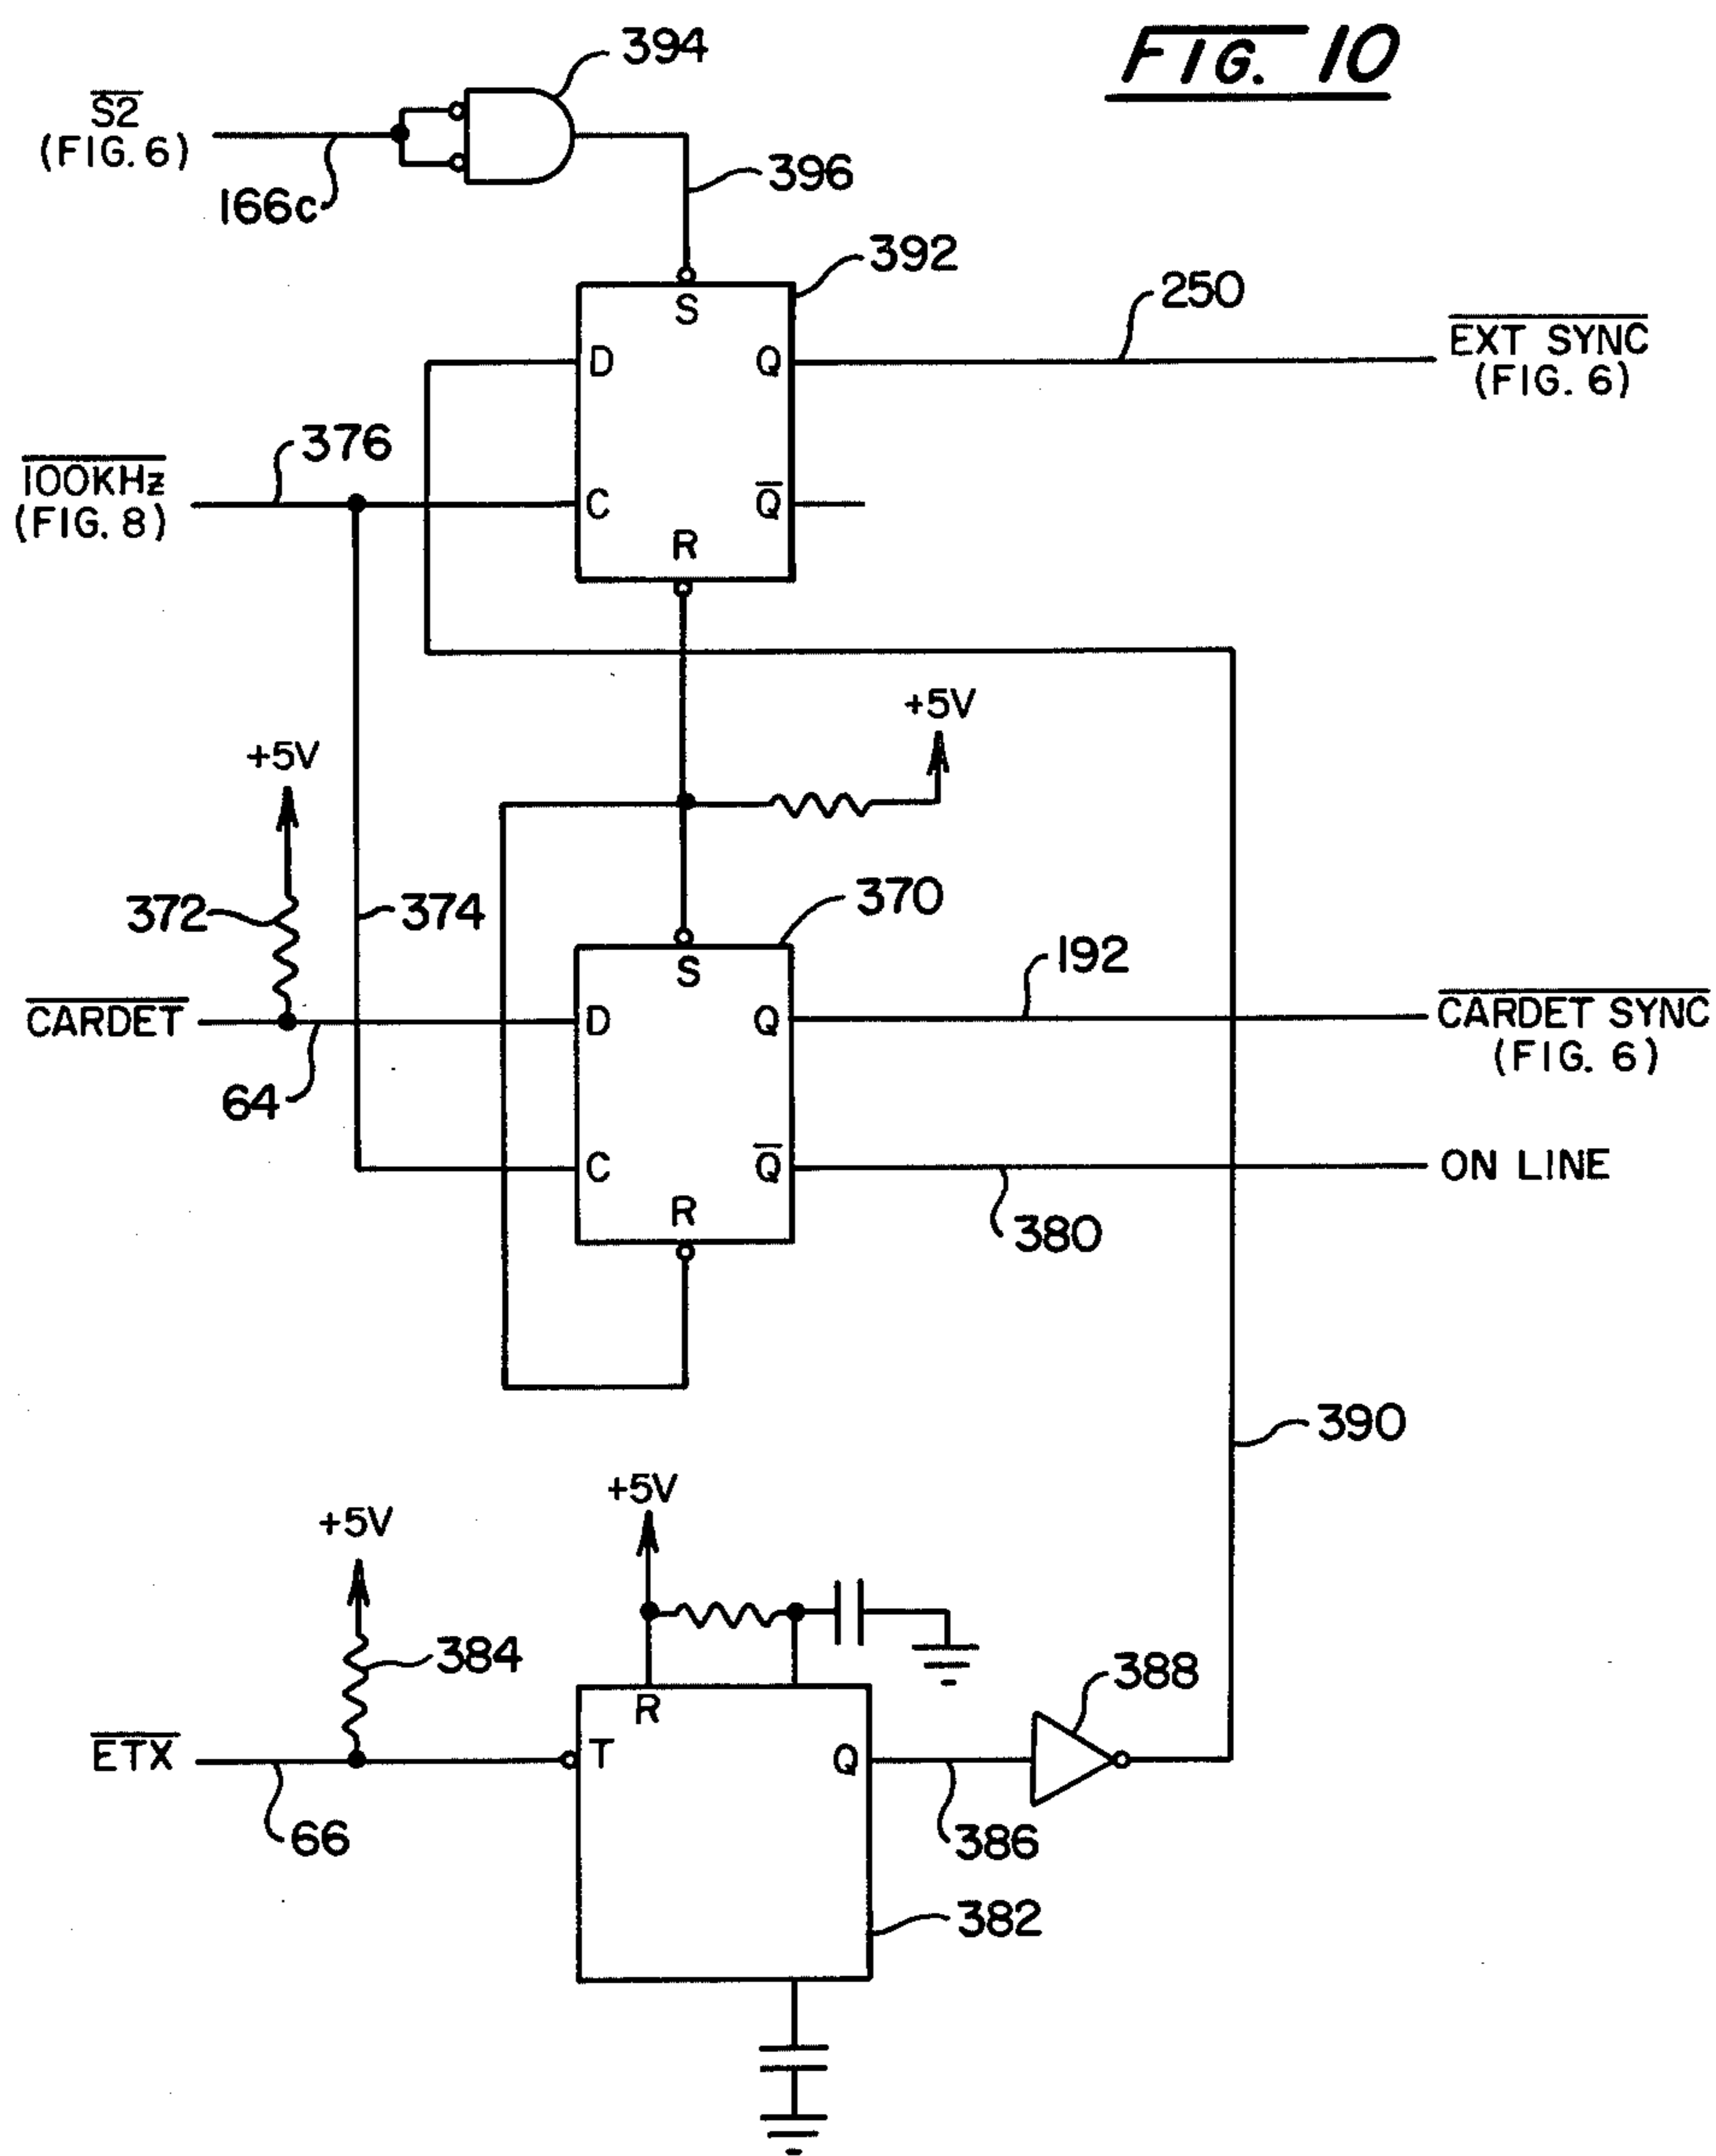 FIG. 10
394
S2
(FIG. 6)
166c
396
392
S
250
EXT SYNC
(FIG. 6)
D
Q
376
100KHz
(FIG. 8)
C
Q
R
+5V
+5V
372
374
370
S
192
CARDET
D
Q
CARDET SYNC
(FIG. 6)
64
C
Q
ON LINE
R
380
390
+5V
+5V
384
R
388
ETX
T
Q
66
386
382